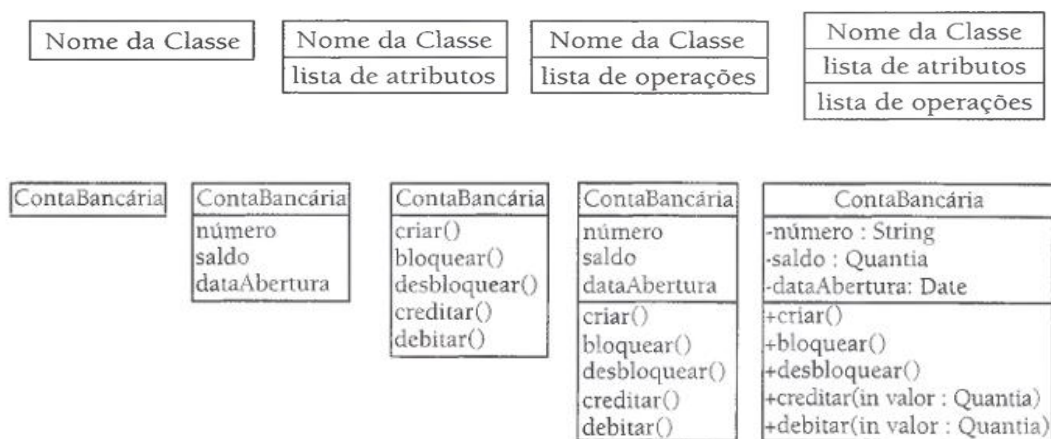 Nome da Classe
Nome da Classe
lista de atributos
Nome da Classe
lista de operações
Nome da Classe
lista de atributos
lista de operações
ContaBancária
ContaBancária
número
saldo
dataAbertura
ContaBancária
criar()
bloquear()
desbloquear()
creditar()
debitar()
ContaBancária
número
saldo
dataAbertura
criar()
bloquear()
desbloquear()
creditar()
debitar()
ContaBancária
-número : String
-saldo : Quantia
-dataAbertura: Date
+criar()
+bloquear()
+desbloquear()
+creditar(in valor : Quantia)
+debitar(in valor : Quantia)